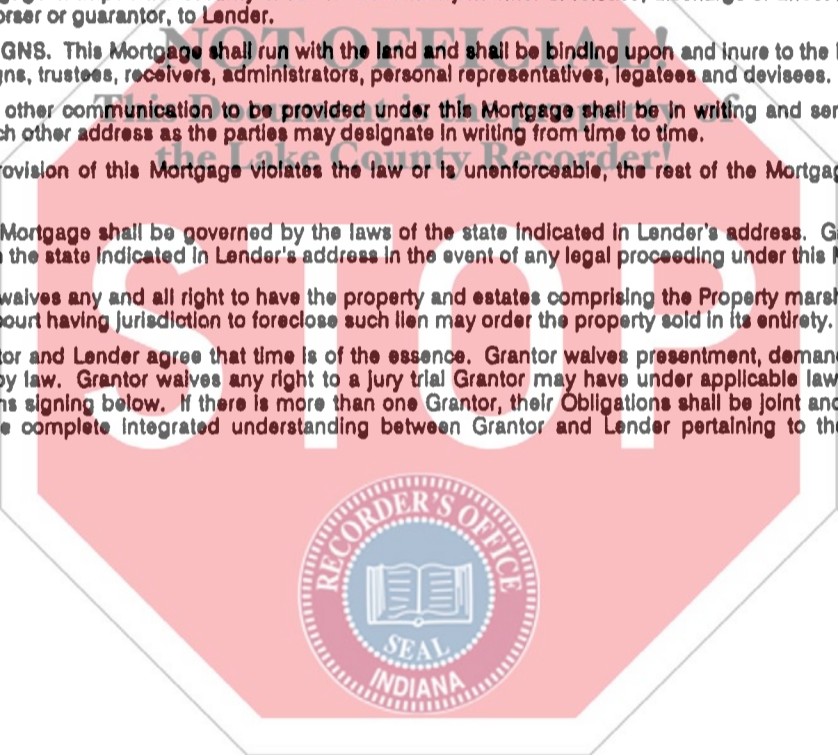 orser or guarantor, to Lender.
NOT OFFICIAL!
GNS. This Mortgage shall run with the land and shall be binding upon and inure to the
gns, trustees, receivers, administrators, personal representatives, legatees and devisees.
This Document is the property of
other communication to be provided under this Mortgage shall be in writing and sen
ch other address as the parties may designate in writing from time to time.
the Lake County Recorder!
rovision of this Mortgage violates the law or is unenforceable, the rest of the Mortgag
Mortgage shall be governed by the laws of the state indicated in Lender's address. G
n the state indicated in Lender's address in the event of any legal proceeding under this M
waives any and all right to have the property and estates comprising the Property marsh
court having jurisdiction to foreclose such lien may order the property sold in its entirety.
tor and Lender agree that time is of the essence. Grantor waives presentment, deman
by law. Grantor waives any right to a jury trial Grantor may have under applicable law
ns signing below. If there is more than one Grantor, their Obligations shall be joint and
e complete integrated understanding between Grantor and Lender pertaining to the
STOP
RECORDER'S OFFICE
SEAL
INDIANA